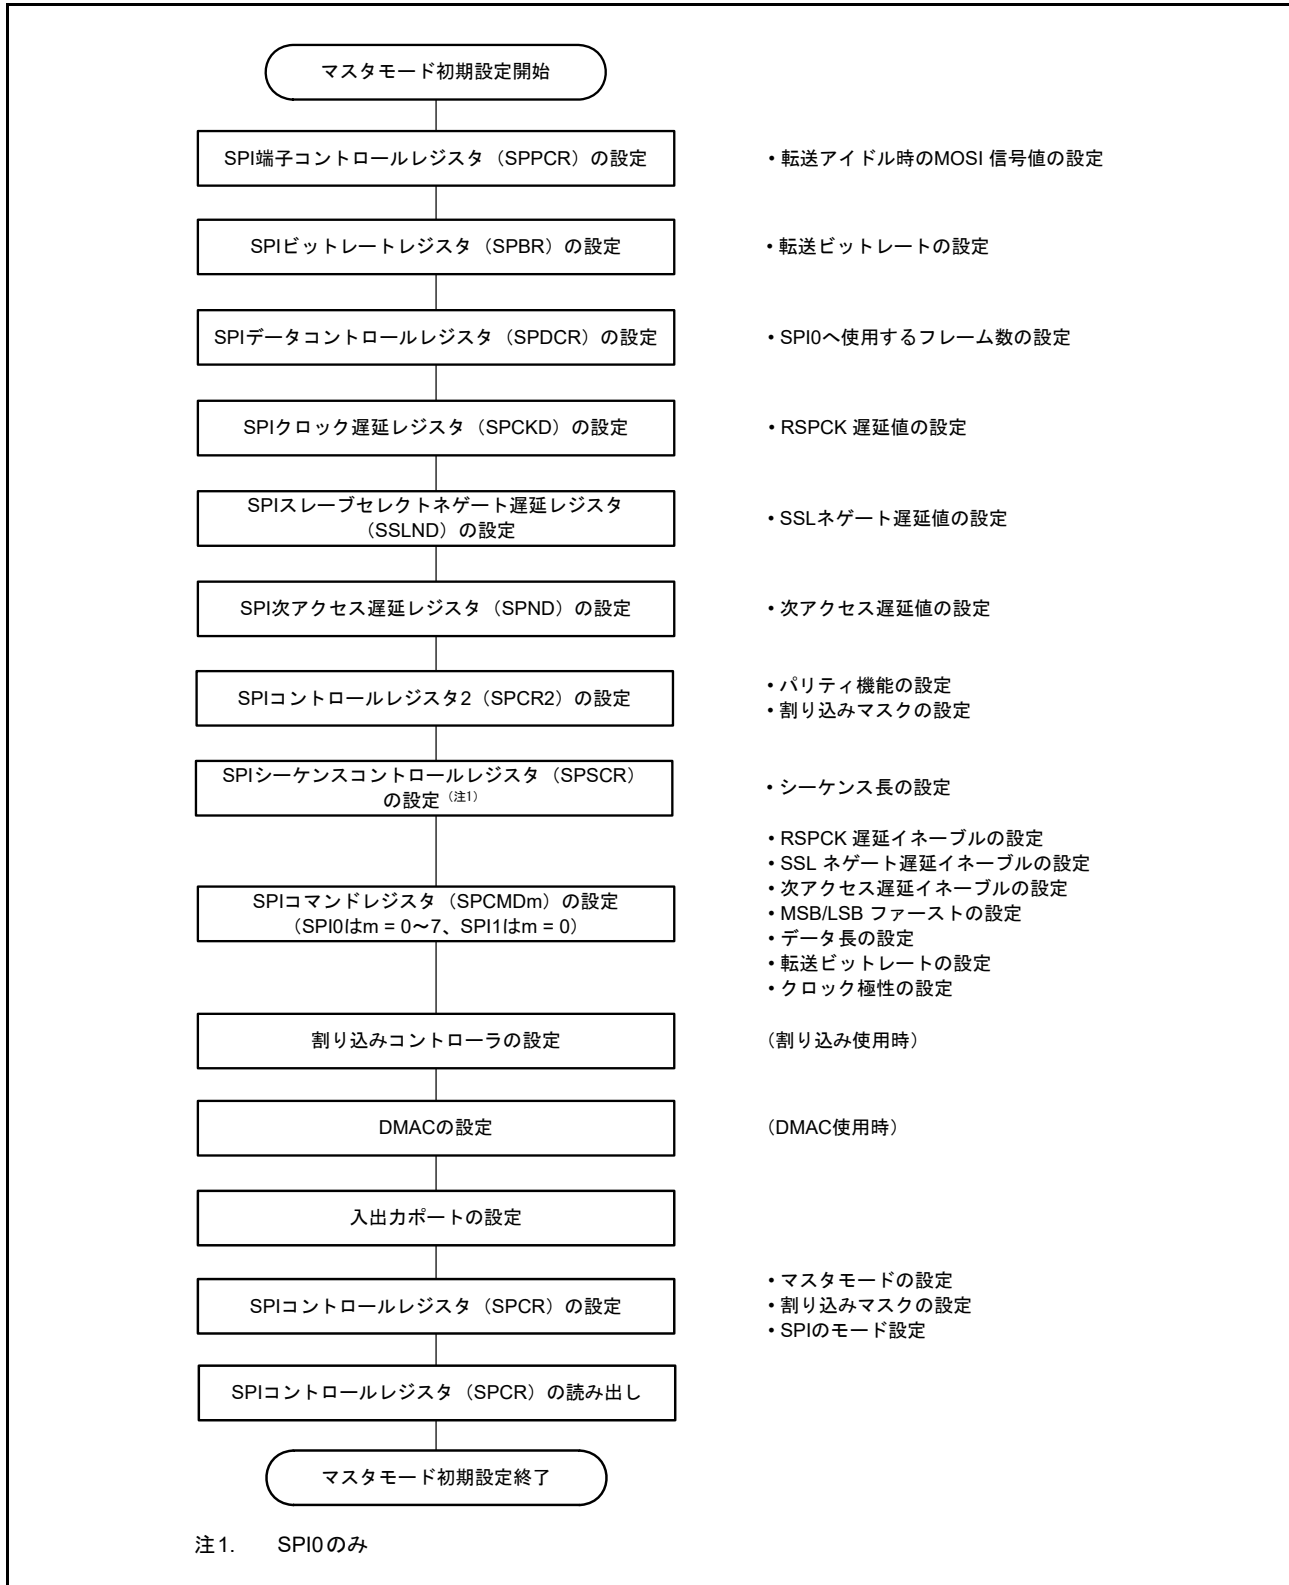 マスタモード初期設定開始
SPI端子コントロールレジスタ（SPPCR）の設定
• 転送アイドル時のMOSI 信号値の設定
SPIビットレートレジスタ（SPBR）の設定
• 転送ビットレートの設定
SPIデータコントロールレジスタ（SPDCR）の設定
• SPI0へ使用するフレーム数の設定
SPIクロック遅延レジスタ（SPCKD）の設定
• RSPCK 遅延値の設定
SPIスレーブセレクトネゲート遅延レジスタ
（SSLND）の設定
• SSLネゲート遅延値の設定
SPI次アクセス遅延レジスタ（SPND）の設定
• 次アクセス遅延値の設定
SPIコントロールレジスタ2（SPCR2）の設定
• パリティ機能の設定
• 割り込みマスクの設定
SPIシーケンスコントロールレジスタ（SPSCR）
の設定（注1）
• シーケンス長の設定
SPIコマンドレジスタ（SPCMDm）の設定
（SPI0はm = 0～7、SPI1はm = 0）
• RSPCK 遅延イネーブルの設定
• SSL ネゲート遅延イネーブルの設定
• 次アクセス遅延イネーブルの設定
• MSB/LSB ファーストの設定
• データ長の設定
• 転送ビットレートの設定
• クロック極性の設定
割り込みコントローラの設定
（割り込み使用時）
DMACの設定
（DMAC使用時）
入出力ポートの設定
SPIコントロールレジスタ（SPCR）の設定
• マスタモードの設定
• 割り込みマスクの設定
• SPIのモード設定
SPIコントロールレジスタ（SPCR）の読み出し
マスタモード初期設定終了
注1. SPI0のみ